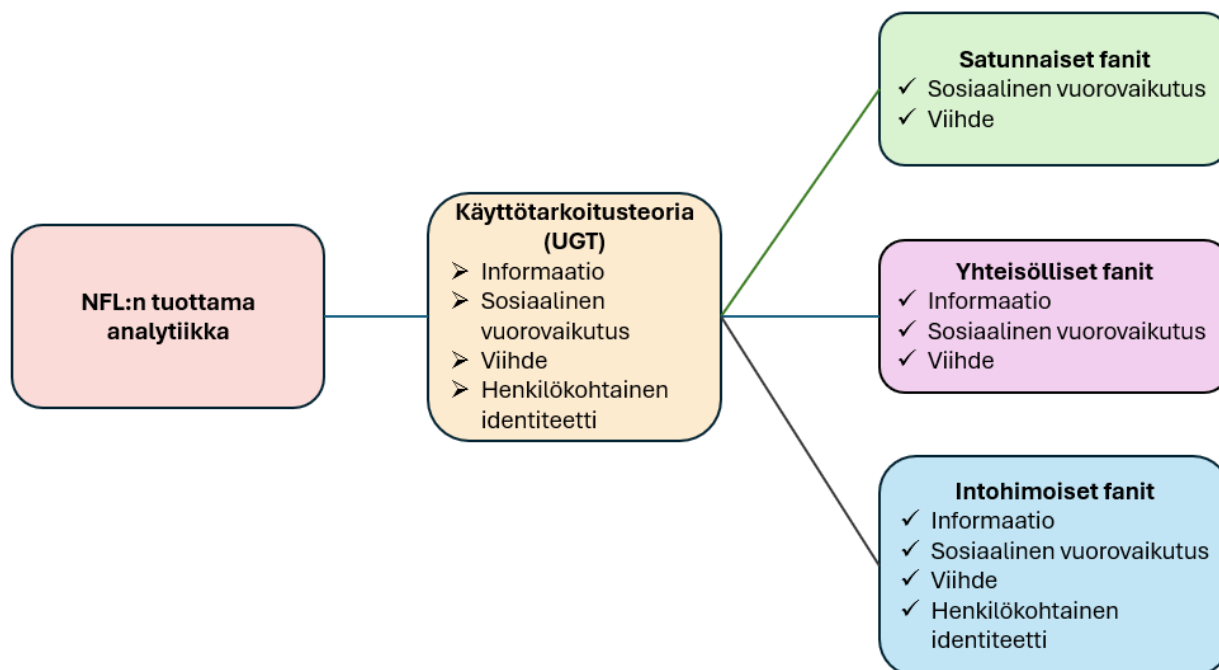 NFL:n tuottama
analytiikka
Käyttötarkoitusteoria
(UGT)
➢ Informaatio
➢ Sosiaalinen
vuorovaikutus
➢ Viihde
➢ Henkilökohtainen
identiteetti
Satunnaiset fanit
✓ Sosiaalinen vuorovaikutus
✓ Viihde
Yhteisölliset fanit
✓ Informaatio
✓ Sosiaalinen vuorovaikutus
✓ Viihde
Intohimoiset fanit
✓ Informaatio
✓ Sosiaalinen vuorovaikutus
✓ Viihde
✓ Henkilökohtainen
identiteetti